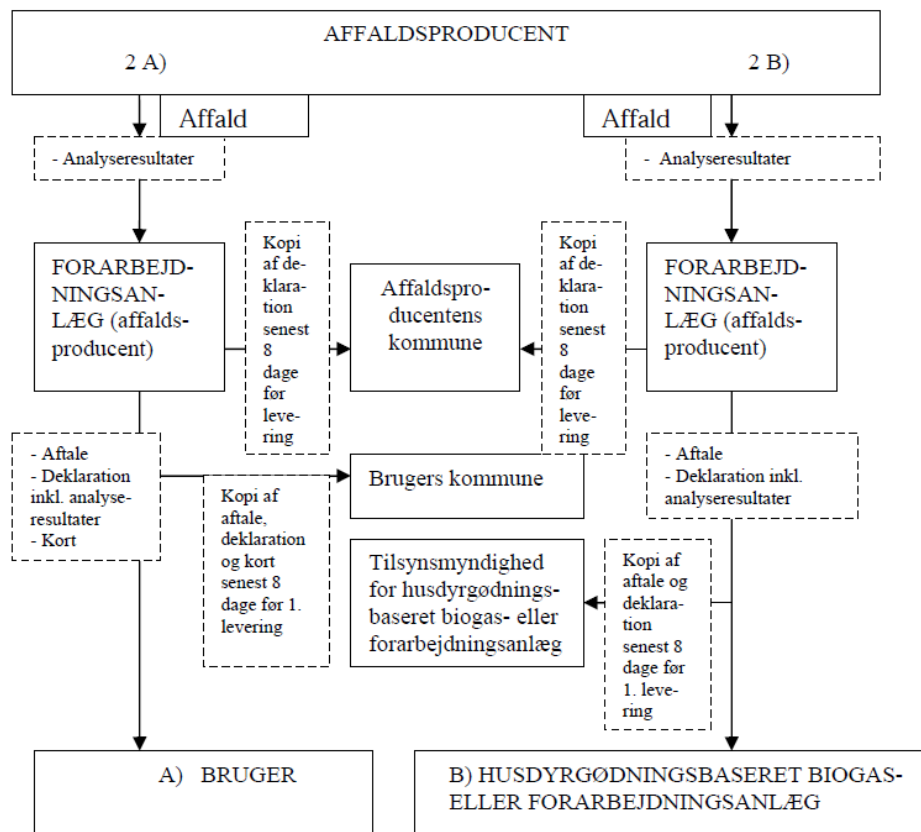 AFFALDSPRODUCENT
2 A)
2 B)
Affald
Affald
- Analyseresultater
- Analyseresultater
FORARBEJD-
NINGSAN-
LÆG (affalds-
producent)
Kopi
af de-
klara-
tion
senest
8
dage
før
leve-
ring
Affaldspro-
ducentens
kommune
Kopi
af de-
klara-
tion
senest
8
dage
før
leve-
ring
FORARBEJD-
NINGSAN-
LÆG (affalds-
producent)
- Aftale
- Deklaration
inkl. analyse-
resultater
- Kort
Kopi af
aftale,
deklaration
og kort
senest 8
dage før 1.
levering
Brugers kommune
- Aftale
- Deklaration inkl.
analyseresultater
Tilsynsmyndighed
for husdyrgødnings-
baseret biogas- eller
forarbejdningsanlæg
Kopi af
aftale og
deklara-
tion
senest 8
dage før
1. leve-
ring
A) BRUGER
B) HUSDYRGØDNINGSBASERET BIOGAS-
ELLER FORARBEJDNINGSANLÆG